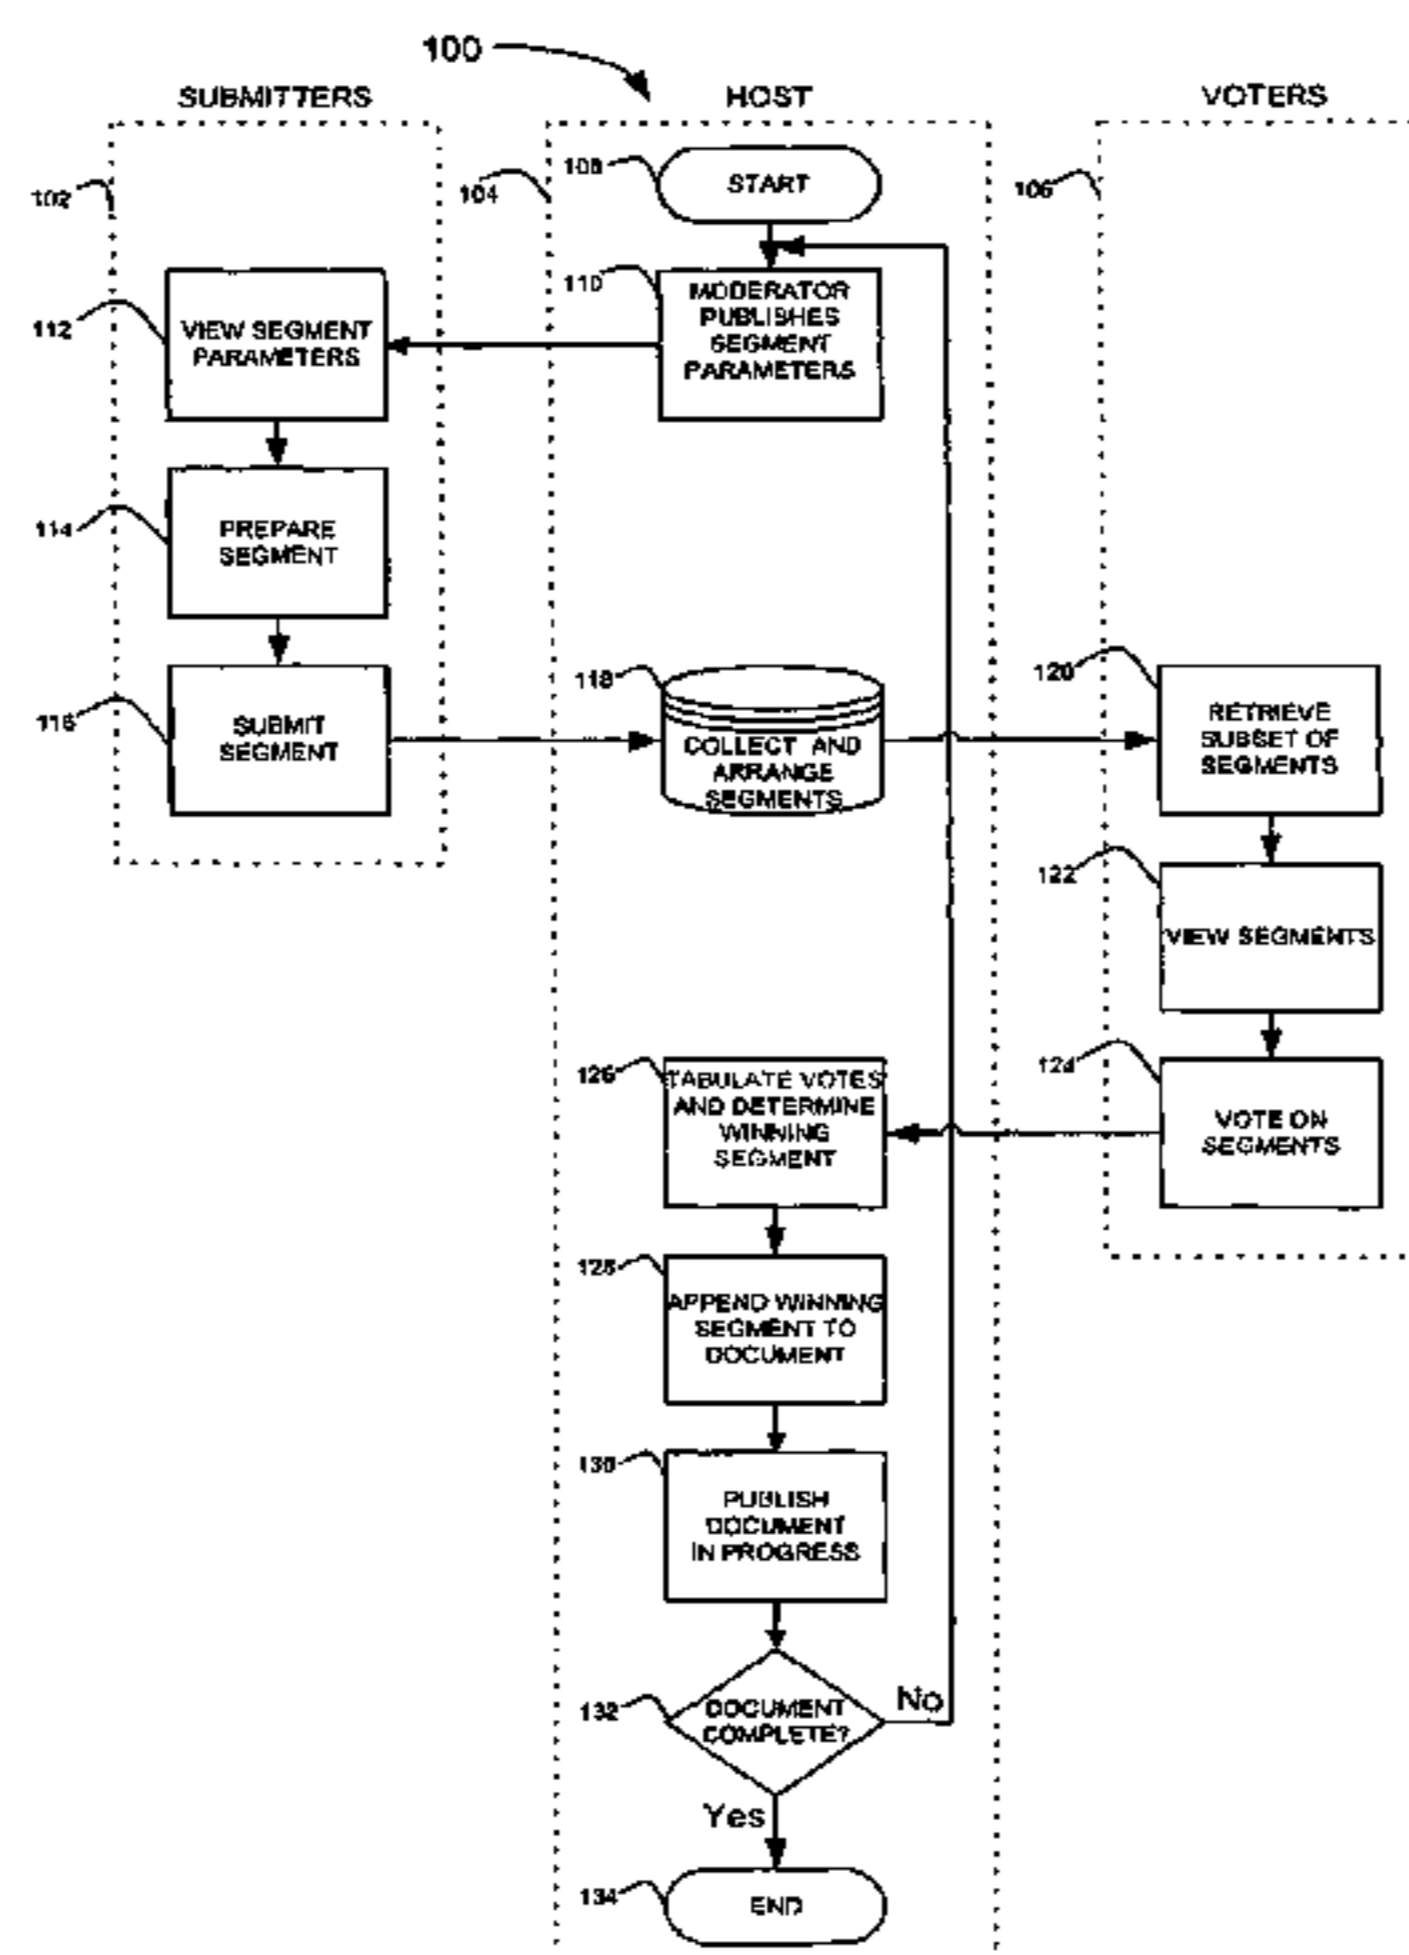 100
SUBMITTERS
HOST
VOTERS
102
104
106
108
START
110
MODERATOR
PUBLISHES
SEGMENT
PARAMETERS
112
VIEW SEGMENT
PARAMETERS
114
PREPARE
SEGMENT
116
SUBMIT
SEGMENT
118
COLLECT AND
ARRANGE
SEGMENTS
120
RETRIEVE
SUBSET OF
SEGMENTS
122
VIEW SEGMENTS
124
VOTE ON
SEGMENTS
126
TABULATE VOTES
AND DETERMINE
WINNING
SEGMENT
128
APPEND WINNING
SEGMENT TO
DOCUMENT
130
PUBLISH
DOCUMENT
IN PROGRESS
132
DOCUMENT
COMPLETE?
No
Yes
134
END